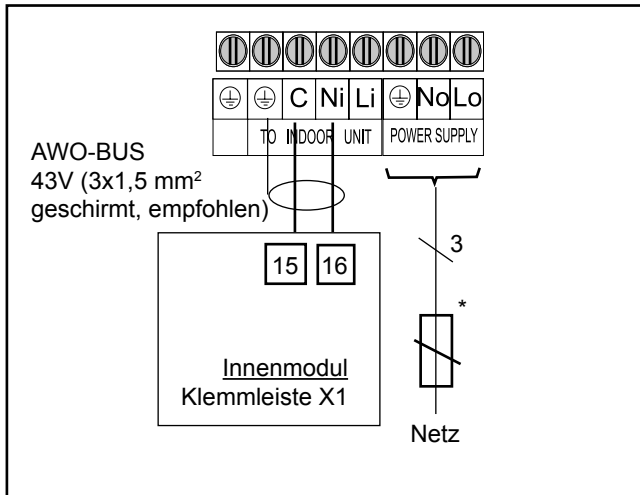 C Ni Li No Lo
TO INDOOR UNIT POWER SUPPLY
AWO-BUS
43V (3x1,5 mm²
geschirmt, empfohlen)
3
15 16
*
Innenmodul
Klemmleiste X1
Netz